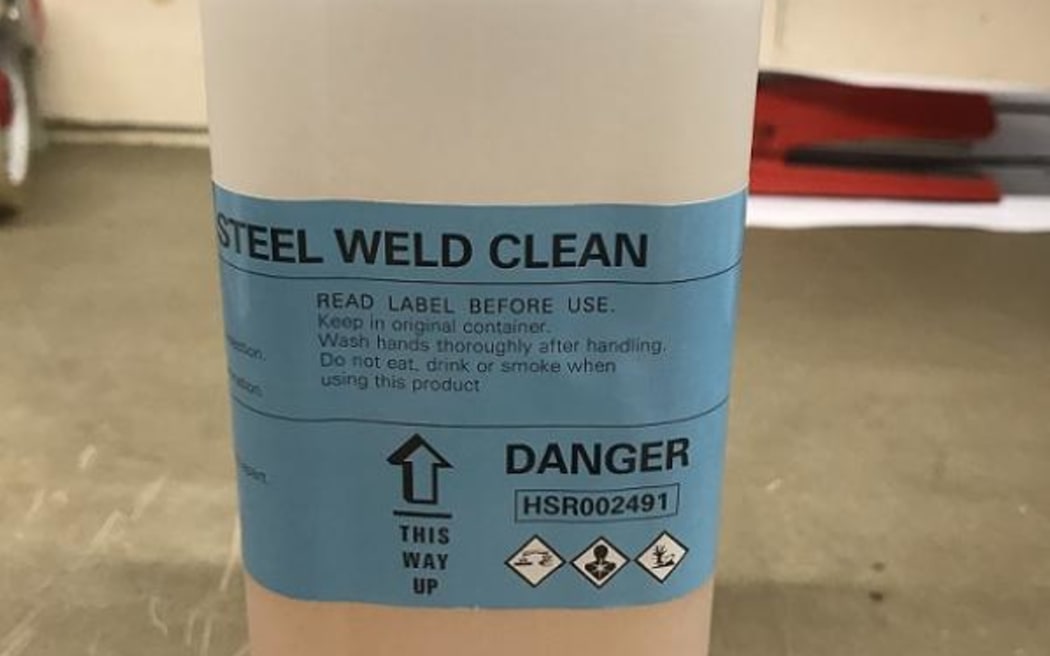 STEEL WELD CLEAN
READ LABEL BEFORE USE.
Keep in original container.
Wash hands thoroughly after handling.
Do not eat, drink or smoke when
using this product
DANGER
HSR002491
THIS
WAY
UP